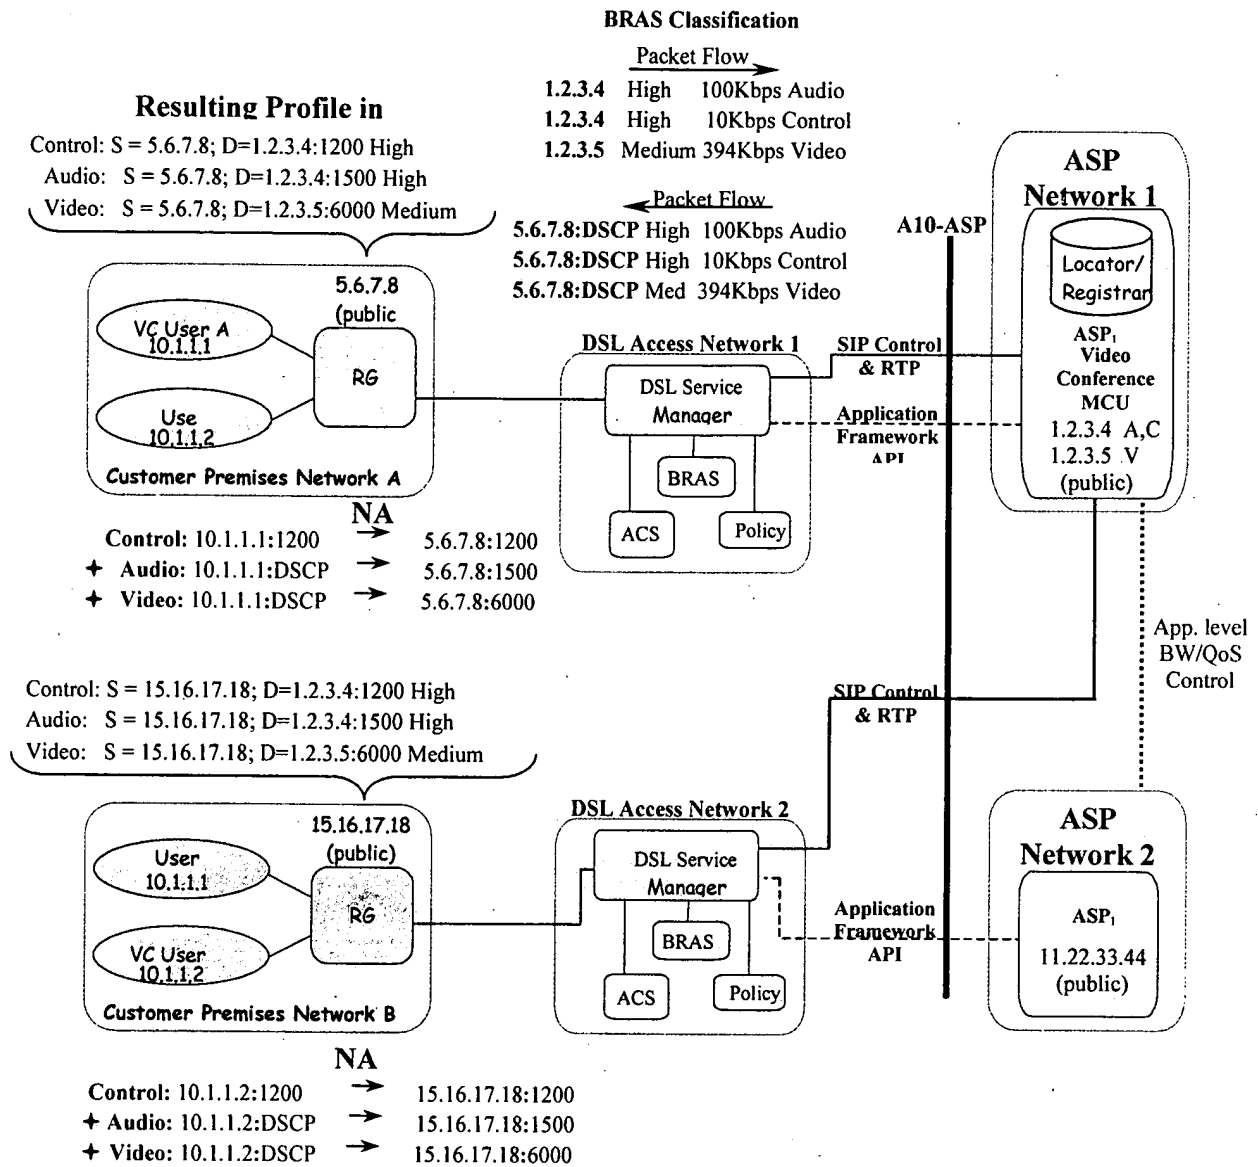 BRAS Classification
Packet Flow
1.2.3.4 High 100Kbps Audio
1.2.3.4 High 10Kbps Control
1.2.3.5 Medium 394Kbps Video
Packet Flow
5.6.7.8:DSCP High 100Kbps Audio
5.6.7.8:DSCP High 10Kbps Control
5.6.7.8:DSCP Med 394Kbps Video
Resulting Profile in
Control: S = 5.6.7.8; D=1.2.3.4:1200 High
Audio: S = 5.6.7.8; D=1.2.3.4:1500 High
Video: S = 5.6.7.8; D=1.2.3.5:6000 Medium
5.6.7.8
(public
VC User A
10.1.1.1
RG
Use
10.1.1.2
Customer Premises Network A
DSL Access Network 1
DSL Service
Manager
BRAS
ACS
Policy
A10-ASP
SIP Control
& RTP
Application
Framework
API
ASP
Network 1
Locator/
Registrar
ASP₁
Video
Conference
MCU
1.2.3.4 A,C
1.2.3.5 V
(public)
NA
Control: 10.1.1.1:1200 → 5.6.7.8:1200
✦ Audio: 10.1.1.1:DSCP → 5.6.7.8:1500
✦ Video: 10.1.1.1:DSCP → 5.6.7.8:6000
App. level
BW/QoS
Control
Control: S = 15.16.17.18; D=1.2.3.4:1200 High
Audio: S = 15.16.17.18; D=1.2.3.4:1500 High
Video: S = 15.16.17.18; D=1.2.3.5:6000 Medium
15.16.17.18
(public)
User
10.1.1.1
RG
VC User
10.1.1.2
Customer Premises Network B
DSL Access Network 2
DSL Service
Manager
BRAS
ACS
Policy
SIP Control
& RTP
Application
Framework
API
ASP
Network 2
ASP₁
11.22.33.44
(public)
NA
Control: 10.1.1.2:1200 → 15.16.17.18:1200
✦ Audio: 10.1.1.2:DSCP → 15.16.17.18:1500
✦ Video: 10.1.1.2:DSCP → 15.16.17.18:6000